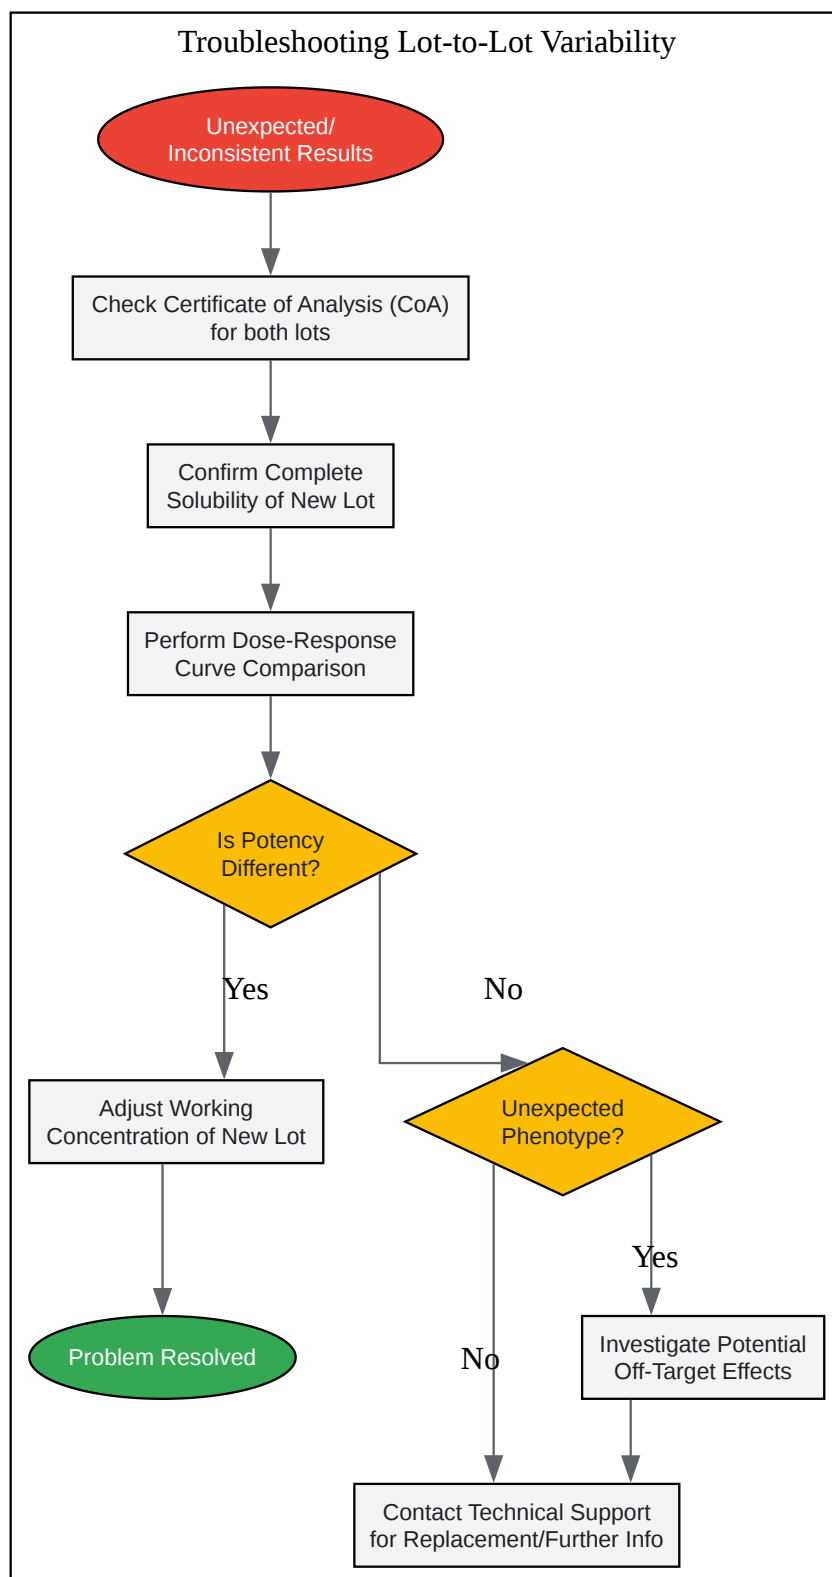 Troubleshooting Lot-to-Lot Variability
Unexpected/
Inconsistent Results
Check Certificate of Analysis (CoA)
for both lots
Confirm Complete
Solubility of New Lot
Perform Dose-Response
Curve Comparison
Is Potency
Different?
Yes
No
Adjust Working
Concentration of New Lot
Unexpected
Phenotype?
Yes
No
Problem Resolved
Investigate Potential
Off-Target Effects
Contact Technical Support
for Replacement/Further Info